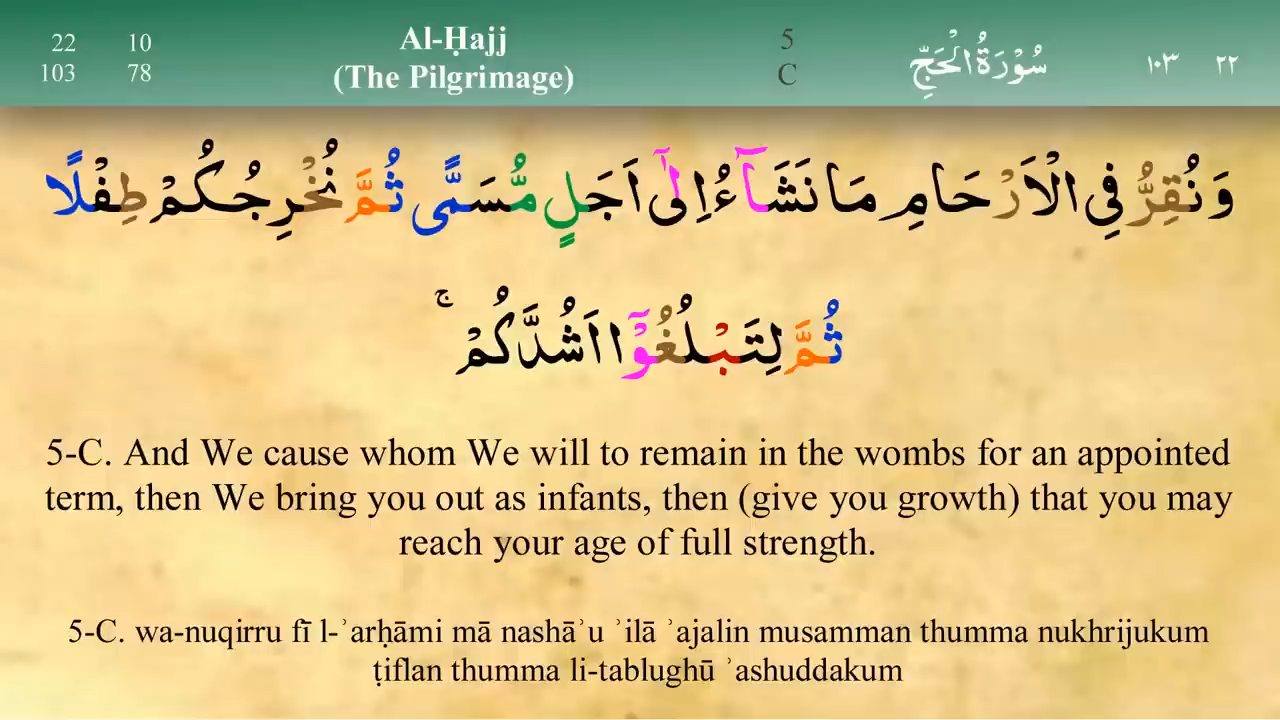 22 10 Al-Ḥajj 5 سُوْرَةُ الْحَجِّ ١٠٣ ٢٢
103 78 (The Pilgrimage) C
وَنُقِرُّ فِي الْاَرْحَامِ مَا نَشَآءُ اِلٰٓى اَجَلٍ مُّسَمًّى ثُمَّ نُخْرِجُكُمْ طِفْلًا
ثُمَّ لِتَبْلُغُوْٓا اَشُدَّكُمْ ۚ
5-C. And We cause whom We will to remain in the wombs for an appointed
term, then We bring you out as infants, then (give you growth) that you may
reach your age of full strength.
5-C. wa-nuqirru fī l-ʾarḥāmi mā nashāʾu ʾilā ʾajalin musamman thumma nukhrijukum
ṭiflan thumma li-tablughū ʾashuddakum